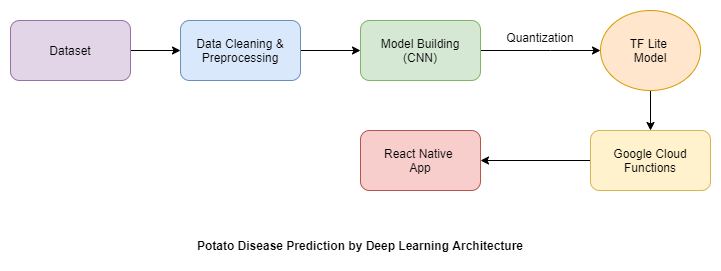 Dataset
Data Cleaning &
Preprocessing
Model Building
(CNN)
Quantization
TF Lite
Model
React Native
App
Google Cloud
Functions
Potato Disease Prediction by Deep Learning Architecture